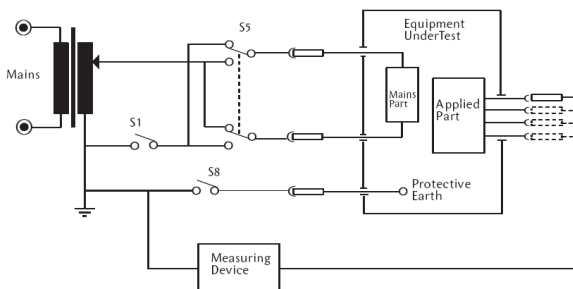 S5
Equipment
UnderTest
Mains
Mains
Part
Applied
Part
S1
S8
Protective
Earth
Measuring
Device